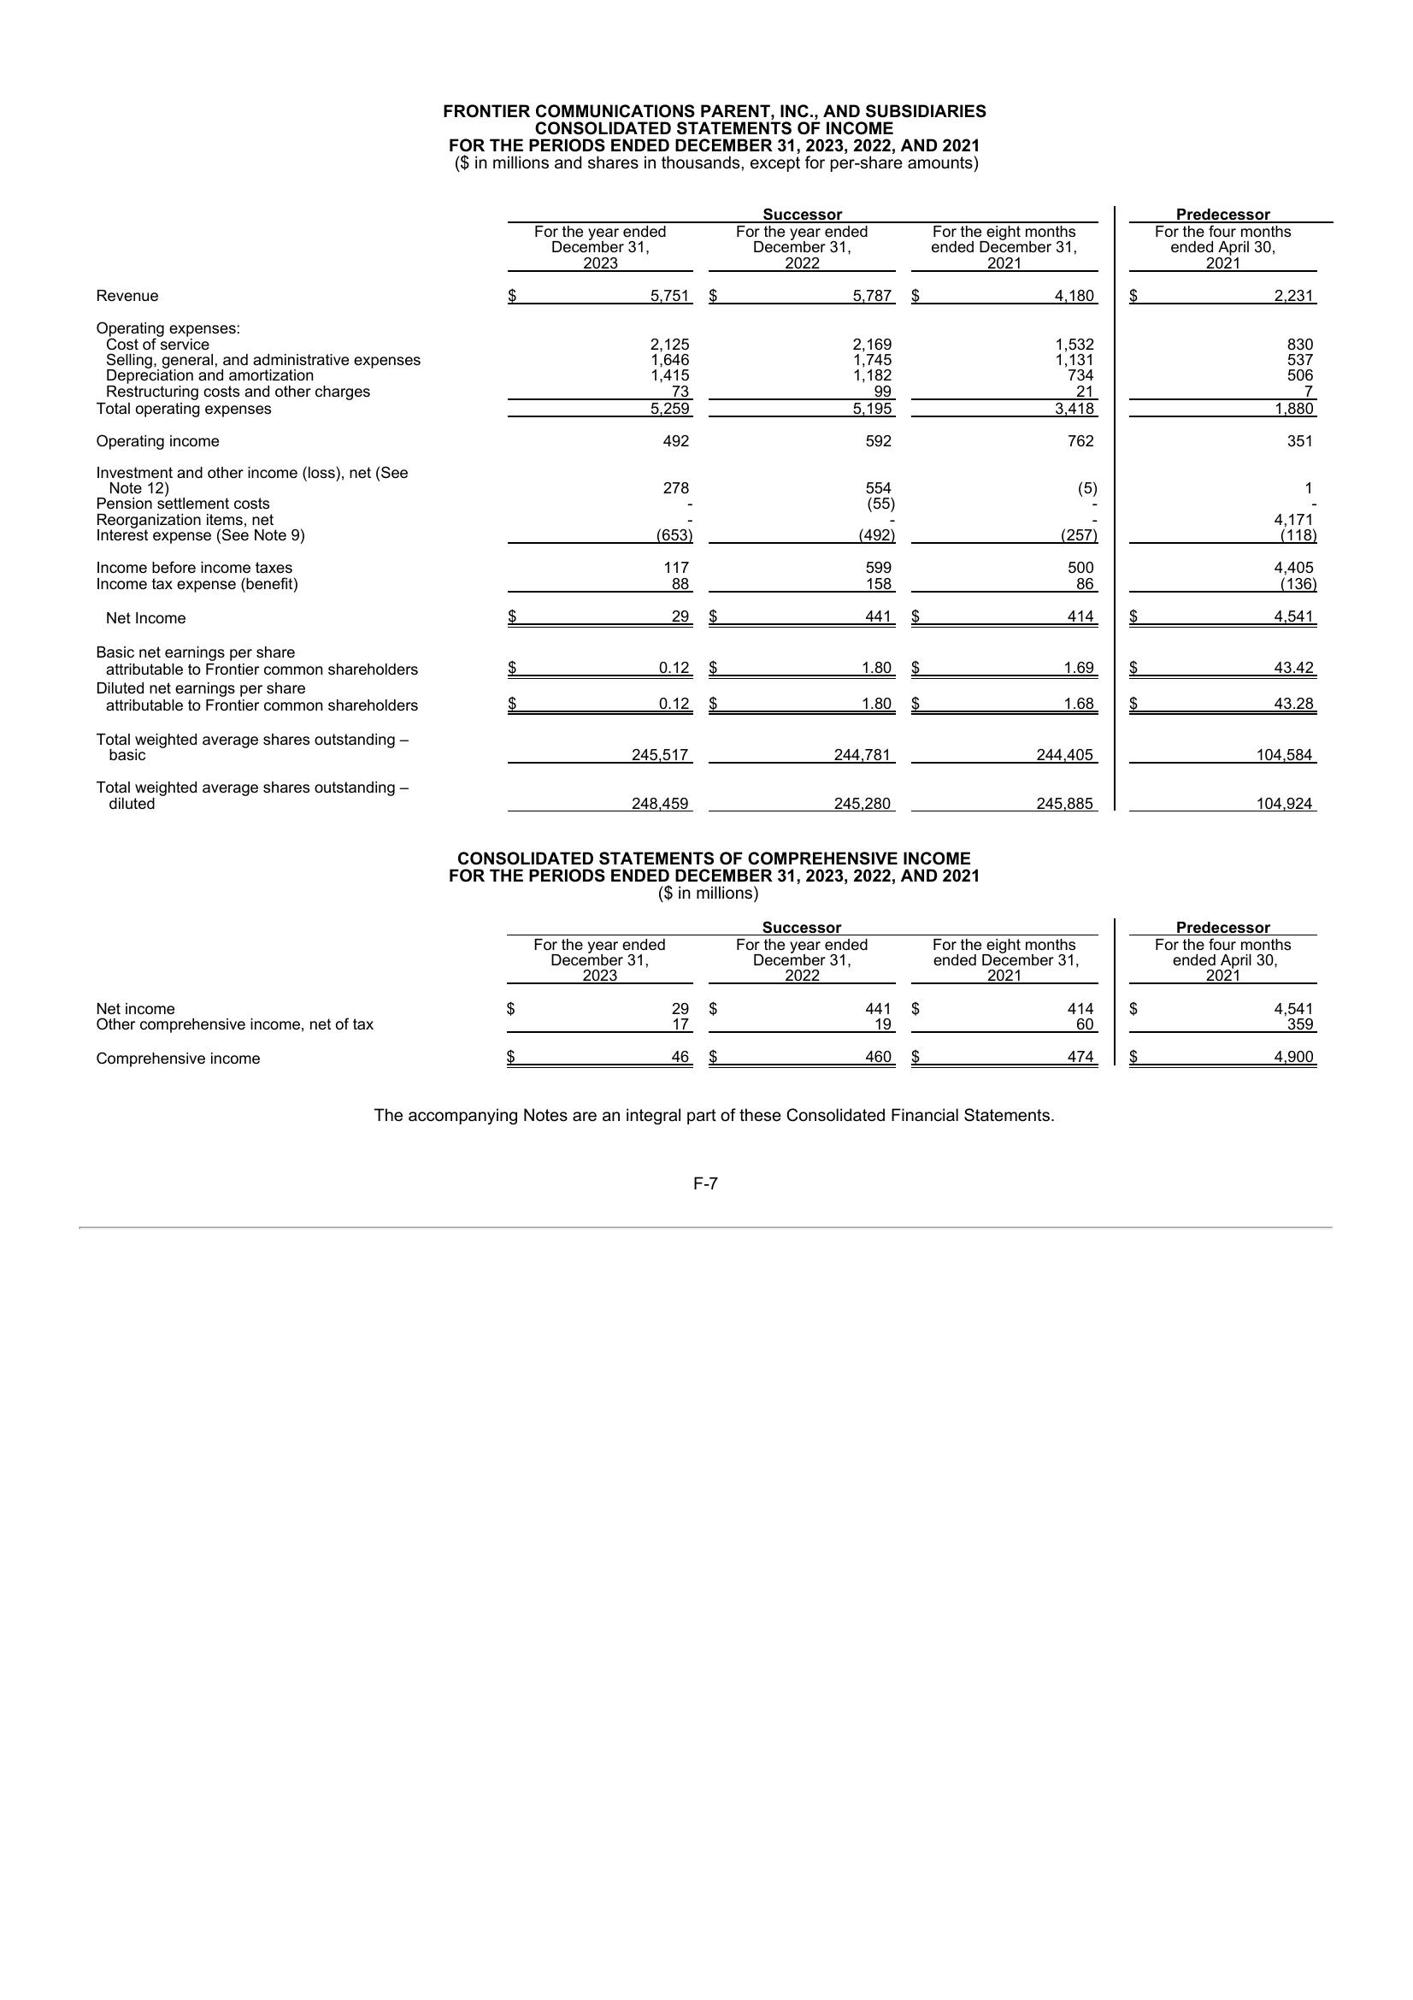 FRONTIER COMMUNICATIONS PARENT, INC., AND SUBSIDIARIES
CONSOLIDATED STATEMENTS OF INCOME
FOR THE PERIODS ENDED DECEMBER 31, 2023, 2022, AND 2021
($ in millions and shares in thousands, except for per-share amounts)
Successor Predecessor
For the year ended For the year ended For the eight months For the four months
December 31, December 31, ended December 31, ended April 30,
2023 2022 2021 2021
Revenue $ 5,751 $ 5,787 $ 4,180 $ 2,231
Operating expenses:
Cost of service 2,125 2,169 1,532 830
Selling, general, and administrative expenses 1,646 1,745 1,131 537
Depreciation and amortization 1,415 1,182 734 506
Restructuring costs and other charges 73 99 21 7
Total operating expenses 5,259 5,195 3,418 1,880
Operating income 492 592 762 351
Investment and other income (loss), net (See
Note 12) 278 554 (5) 1
Pension settlement costs - (55) - -
Reorganization items, net - - - 4,171
Interest expense (See Note 9) (653) (492) (257) (118)
Income before income taxes 117 599 500 4,405
Income tax expense (benefit) 88 158 86 (136)
Net Income $ 29 $ 441 $ 414 $ 4,541
Basic net earnings per share
attributable to Frontier common shareholders $ 0.12 $ 1.80 $ 1.69 $ 43.42
Diluted net earnings per share
attributable to Frontier common shareholders $ 0.12 $ 1.80 $ 1.68 $ 43.28
Total weighted average shares outstanding –
basic 245,517 244,781 244,405 104,584
Total weighted average shares outstanding –
diluted 248,459 245,280 245,885 104,924
CONSOLIDATED STATEMENTS OF COMPREHENSIVE INCOME
FOR THE PERIODS ENDED DECEMBER 31, 2023, 2022, AND 2021
($ in millions)
Successor Predecessor
For the year ended For the year ended For the eight months For the four months
December 31, December 31, ended December 31, ended April 30,
2023 2022 2021 2021
Net income $ 29 $ 441 $ 414 $ 4,541
Other comprehensive income, net of tax 17 19 60 359
Comprehensive income $ 46 $ 460 $ 474 $ 4,900
The accompanying Notes are an integral part of these Consolidated Financial Statements.
F-7